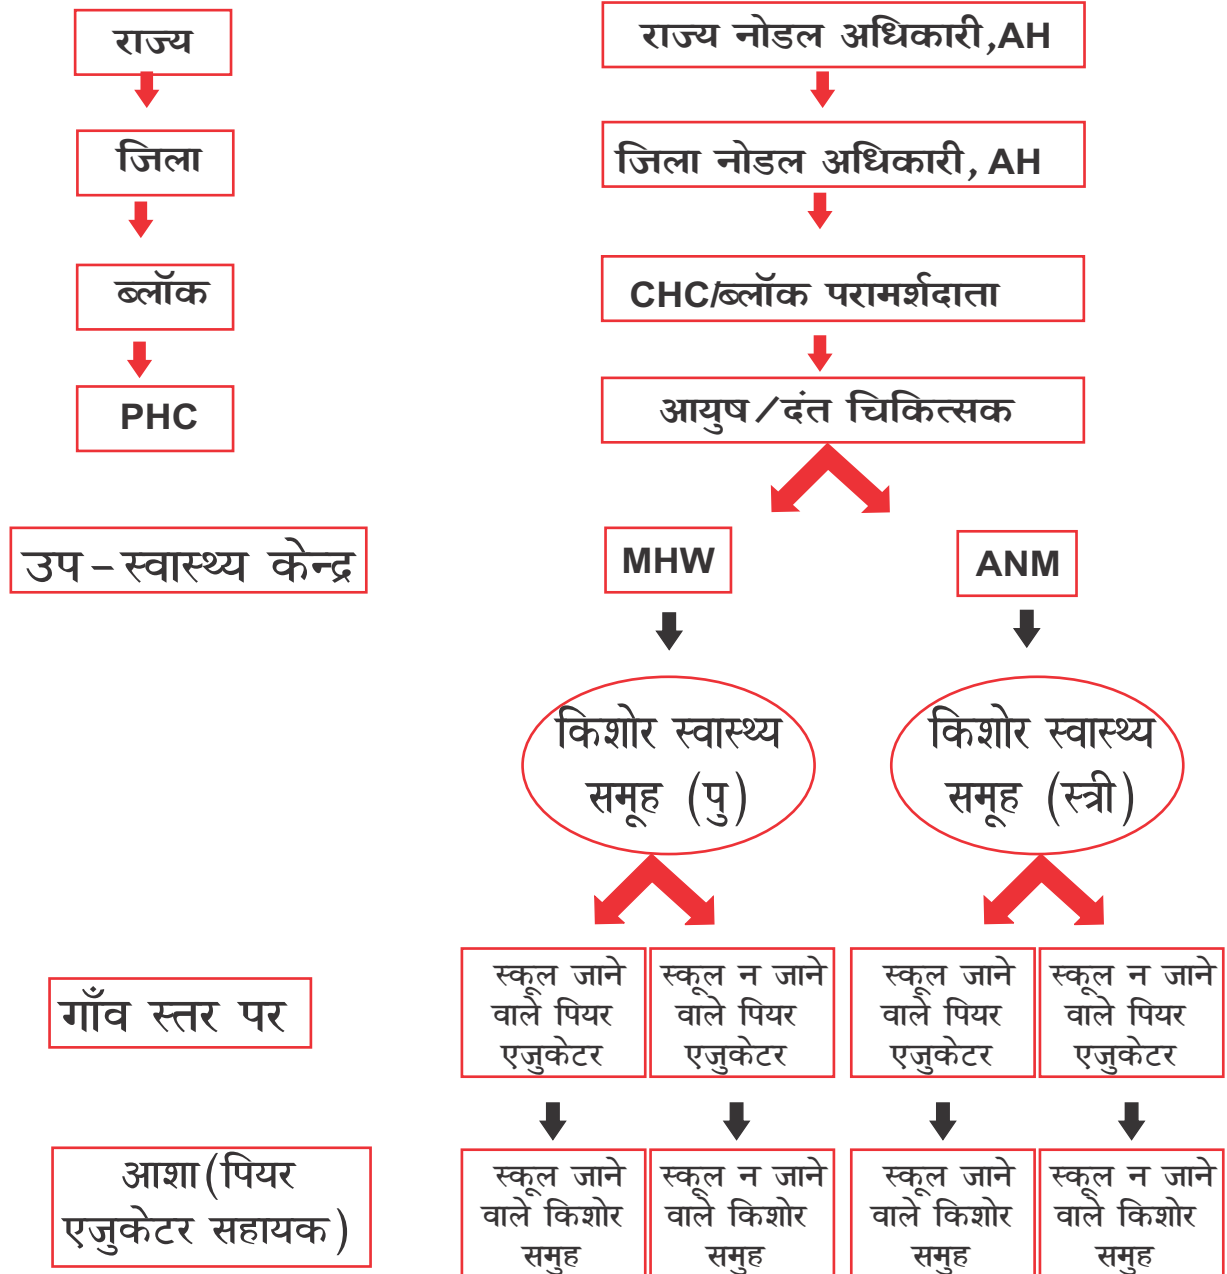 राज्य
राज्य नोडल अधिकारी,AH
जिला
जिला नोडल अधिकारी, AH
ब्लॉक
CHC/ब्लॉक परामर्शदाता
PHC
आयुष/दंत चिकित्सक
उप-स्वास्थ्य केन्द्र
MHW
ANM
किशोर स्वास्थ्य
समूह (पु)
किशोर स्वास्थ्य
समूह (स्त्री)
गाँव स्तर पर
स्कूल जाने
वाले पियर
एजुकेटर
स्कूल न जाने
वाले पियर
एजुकेटर
स्कूल जाने
वाले पियर
एजुकेटर
स्कूल न जाने
वाले पियर
एजुकेटर
आशा(पियर
एजुकेटर सहायक)
स्कूल जाने
वाले किशोर
समुह
स्कूल न जाने
वाले किशोर
समुह
स्कूल जाने
वाले किशोर
समुह
स्कूल न जाने
वाले किशोर
समुह